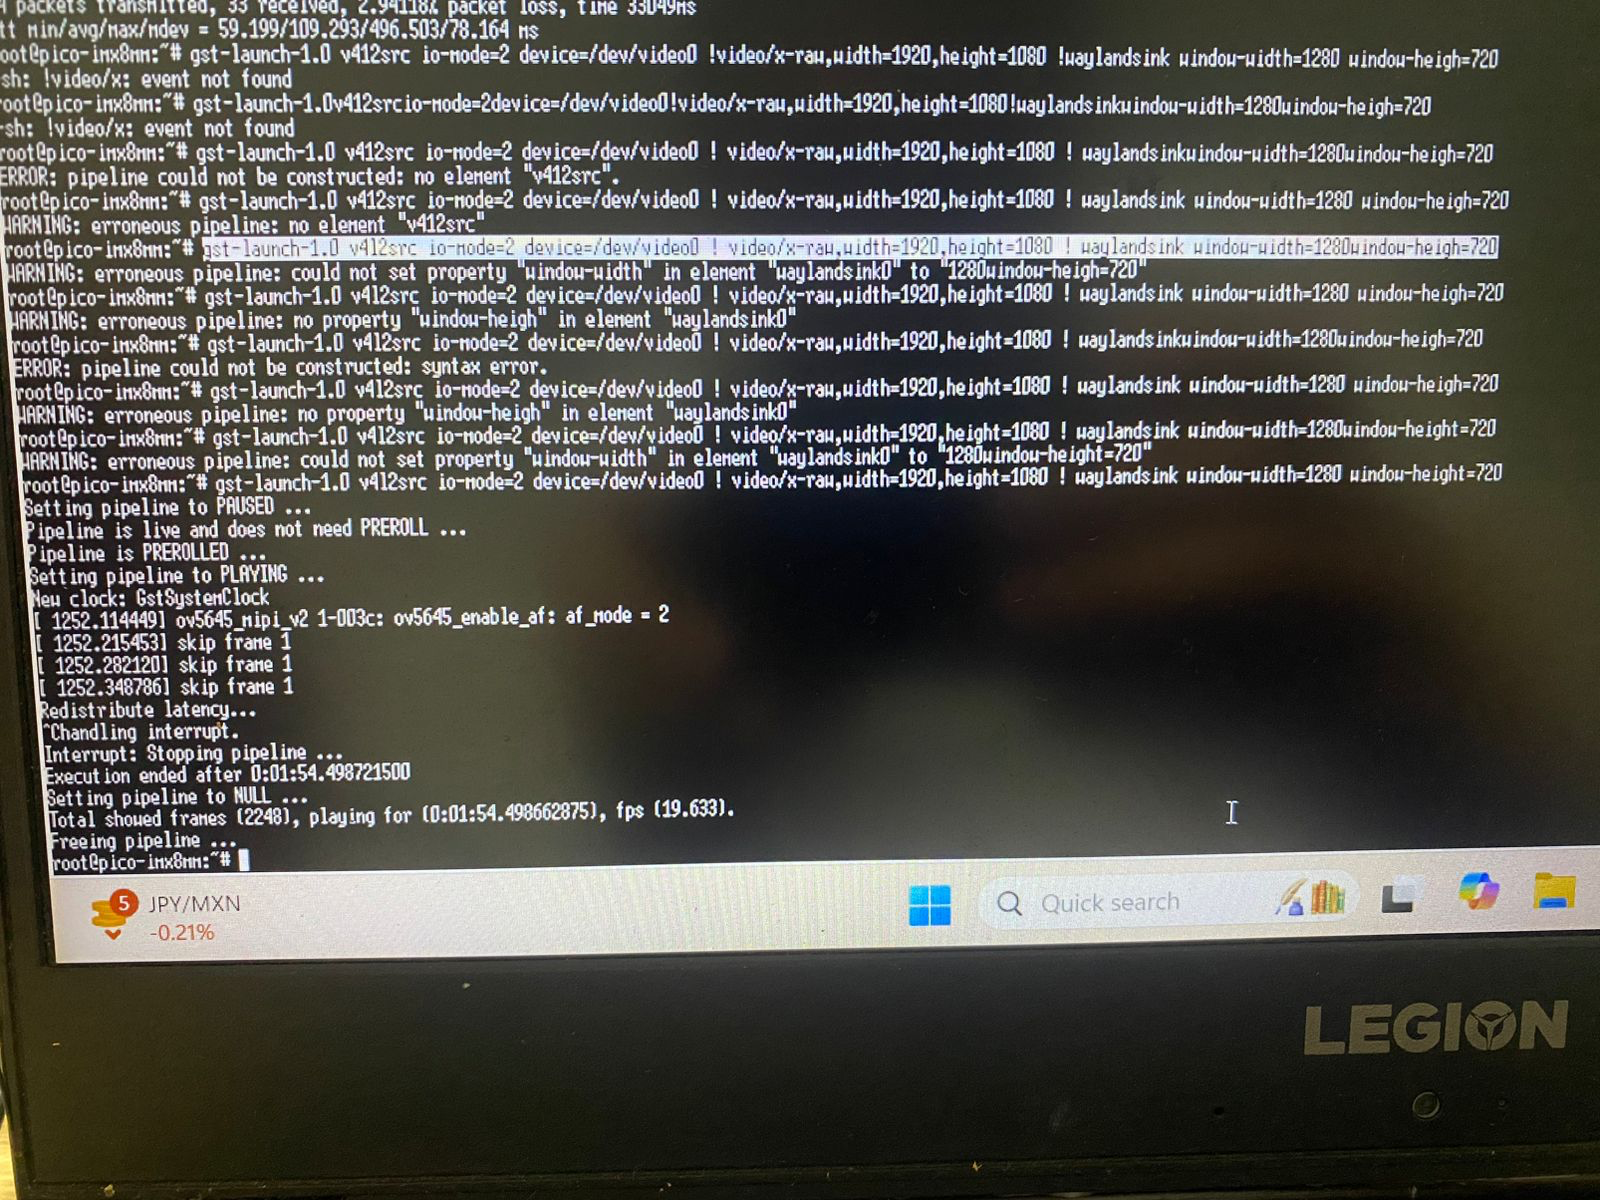 packets transmitted, 33 received, 2.94118% packet loss, time 33049ms
tt min/avg/max/mdev = 59.199/109.293/496.503/78.164 ms
oot@pico-imx8mm:~# gst-launch-1.0 v412src io-mode=2 device=/dev/video0 !video/x-raw,width=1920,height=1080 !waylandsink window-width=1280 window-heigh=720
sh: !video/x: event not found
root@pico-imx8mm:~# gst-launch-1.0v412srcio-mode=2device=/dev/video0!video/x-raw,width=1920,height=1080!waylandsinkwindow-width=1280window-heigh=720
-sh: !video/x: event not found
root@pico-imx8mm:~# gst-launch-1.0 v412src io-mode=2 device=/dev/video0 ! video/x-raw,width=1920,height=1080 ! waylandsinkwindow-width=1280window-heigh=720
ERROR: pipeline could not be constructed: no element "v412src".
root@pico-imx8mm:~# gst-launch-1.0 v412src io-mode=2 device=/dev/video0 ! video/x-raw,width=1920,height=1080 ! waylandsink window-width=1280 window-heigh=720
WARNING: erroneous pipeline: no element "v412src"
root@pico-imx8mm:~# gst-launch-1.0 v4l2src io-mode=2 device=/dev/video0 ! video/x-raw,width=1920,height=1080 ! waylandsink window-width=1280window-heigh=720
WARNING: erroneous pipeline: could not set property "window-width" in element "waylandsink0" to "1280window-heigh=720"
root@pico-imx8mm:~# gst-launch-1.0 v4l2src io-mode=2 device=/dev/video0 ! video/x-raw,width=1920,height=1080 ! waylandsink window-width=1280 window-heigh=720
WARNING: erroneous pipeline: no property "window-heigh" in element "waylandsink0"
root@pico-imx8mm:~# gst-launch-1.0 v4l2src io-mode=2 device=/dev/video0 ! video/x-raw,width=1920,height=1080 ! waylandsinkwindow-width=1280window-height=720
ERROR: pipeline could not be constructed: syntax error.
root@pico-imx8mm:~# gst-launch-1.0 v4l2src io-mode=2 device=/dev/video0 ! video/x-raw,width=1920,height=1080 ! waylandsink window-width=1280 window-heigh=720
WARNING: erroneous pipeline: no property "window-heigh" in element "waylandsink0"
root@pico-imx8mm:~# gst-launch-1.0 v4l2src io-mode=2 device=/dev/video0 ! video/x-raw,width=1920,height=1080 ! waylandsink window-width=1280window-height=720
WARNING: erroneous pipeline: could not set property "window-width" in element "waylandsink0" to "1280window-height=720"
root@pico-imx8mm:~# gst-launch-1.0 v4l2src io-mode=2 device=/dev/video0 ! video/x-raw,width=1920,height=1080 ! waylandsink window-width=1280 window-height=720
Setting pipeline to PAUSED ...
Pipeline is live and does not need PREROLL ...
Pipeline is PREROLLED ...
Setting pipeline to PLAYING ...
New clock: GstSystemClock
[ 1252.114449] ov5645_mipi_v2 1-003c: ov5645_enable_af: af_mode = 2
[ 1252.215453] skip frame 1
[ 1252.282120] skip frame 1
[ 1252.348786] skip frame 1
Redistribute latency...
^Chandling interrupt.
Interrupt: Stopping pipeline ...
Execution ended after 0:01:54.498721500
Setting pipeline to NULL ...
Total showed frames (2248), playing for (0:01:54.498662875), fps (19.633).
Freeing pipeline ...
root@pico-imx8mm:~#
5
JPY/MXN
-0.21%
Quick search
LEGION